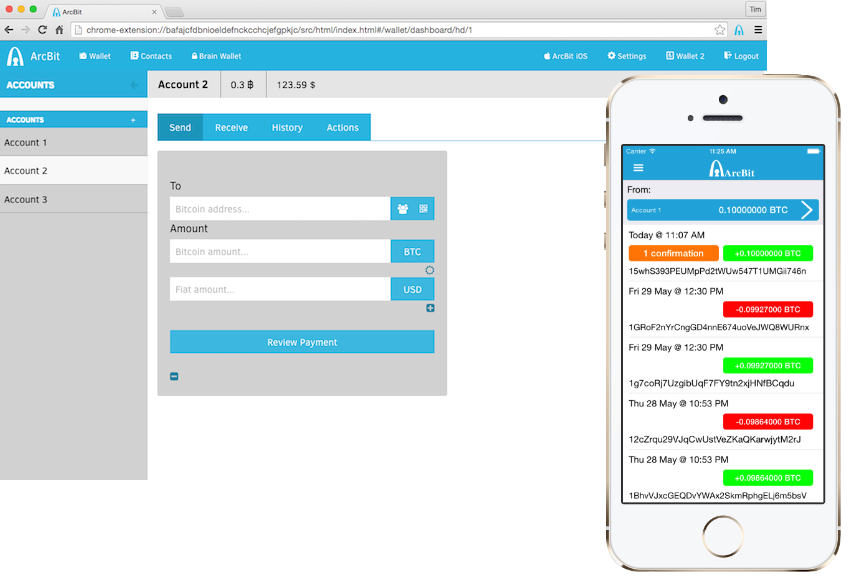 ArcBit
Tim
chrome-extension://bafajcfdbnioeldefnckcchcjefgpkjc/src/html/index.html#/wallet/dashboard/hd/1
ArcBit Wallet Contacts Brain Wallet ArcBit iOS Settings Wallet 2 Logout
ACCOUNTS
Account 2 0.3 ฿ 123.59 $
ACCOUNTS +
Account 1
Account 2
Account 3
Send Receive History Actions
To
Bitcoin address...
Amount
Bitcoin amount... BTC
Fiat amount... USD
Review Payment
Carrier 11:25 AM
ArcBit
From:
Account 1 0.10000000 BTC
Today @ 11:07 AM
1 confirmation +0.10000000 BTC
15whS393PEUMpPd2tWUw547T1UMGii746n
Fri 29 May @ 12:30 PM
-0.09927000 BTC
1GRoF2nYrCngGD4nnE674uoVeJWQ8WURnx
Fri 29 May @ 12:30 PM
+0.09927000 BTC
1g7coRj7UzgibUqF7FY9tn2xjHNfBCqdu
Thu 28 May @ 10:53 PM
-0.09864000 BTC
12cZrqu29VJqCwUstVeZKaQKarwjytM2rJ
Thu 28 May @ 10:53 PM
+0.09864000 BTC
1BhvVJxcGEQDvYWAx2SkmRphgELj6m5bsV